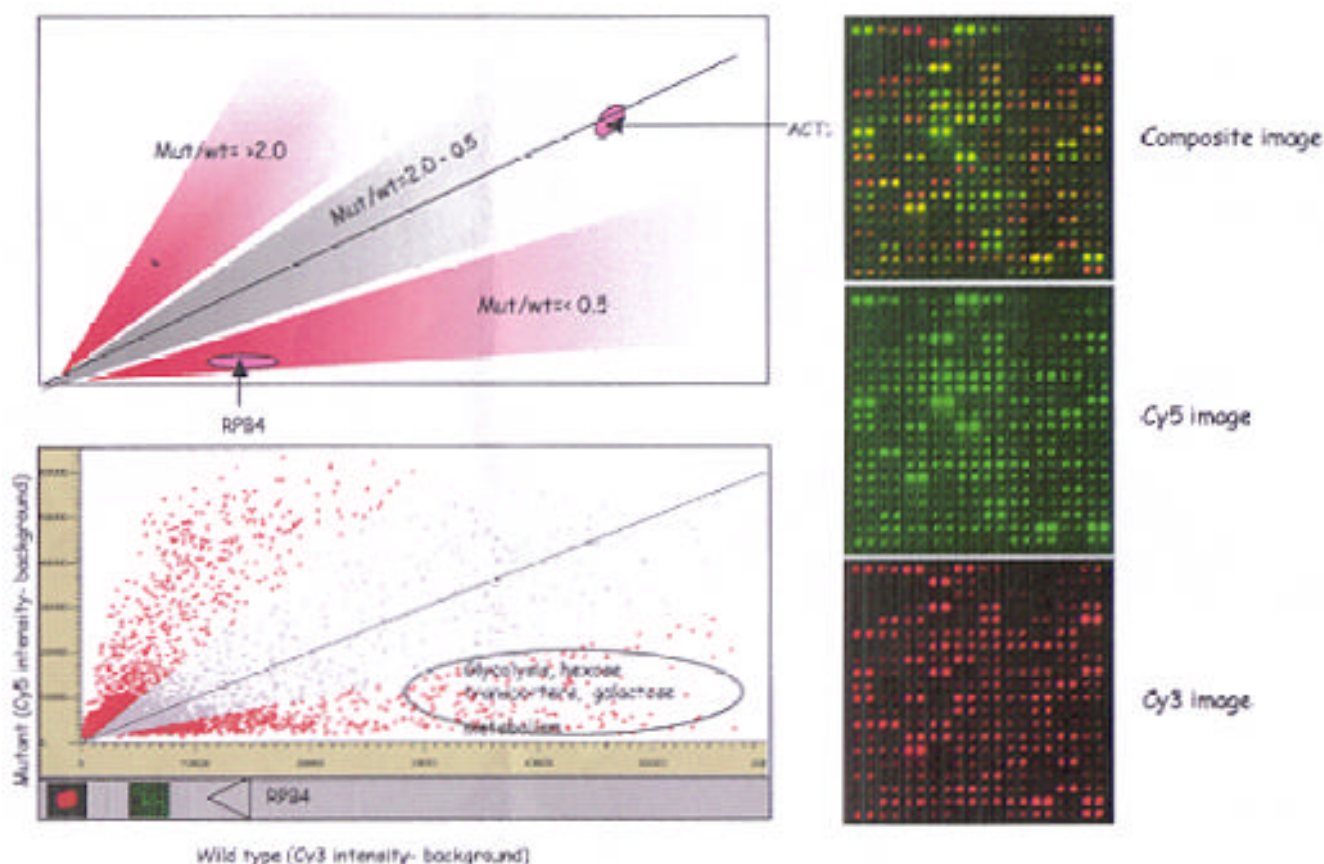 Mut/wt= >2.0
Mut/wt=2.0 - 0.5
ACT1
Mut/wt=< 0.5
RPB4
Mutant (Cy5 intensity- background)
Glycolysis, hexose
transporters, galactose
metabolism
0
RPB4
Wild type (Cy3 intensity- background)
Composite image
Cy5 image
Cy3 image